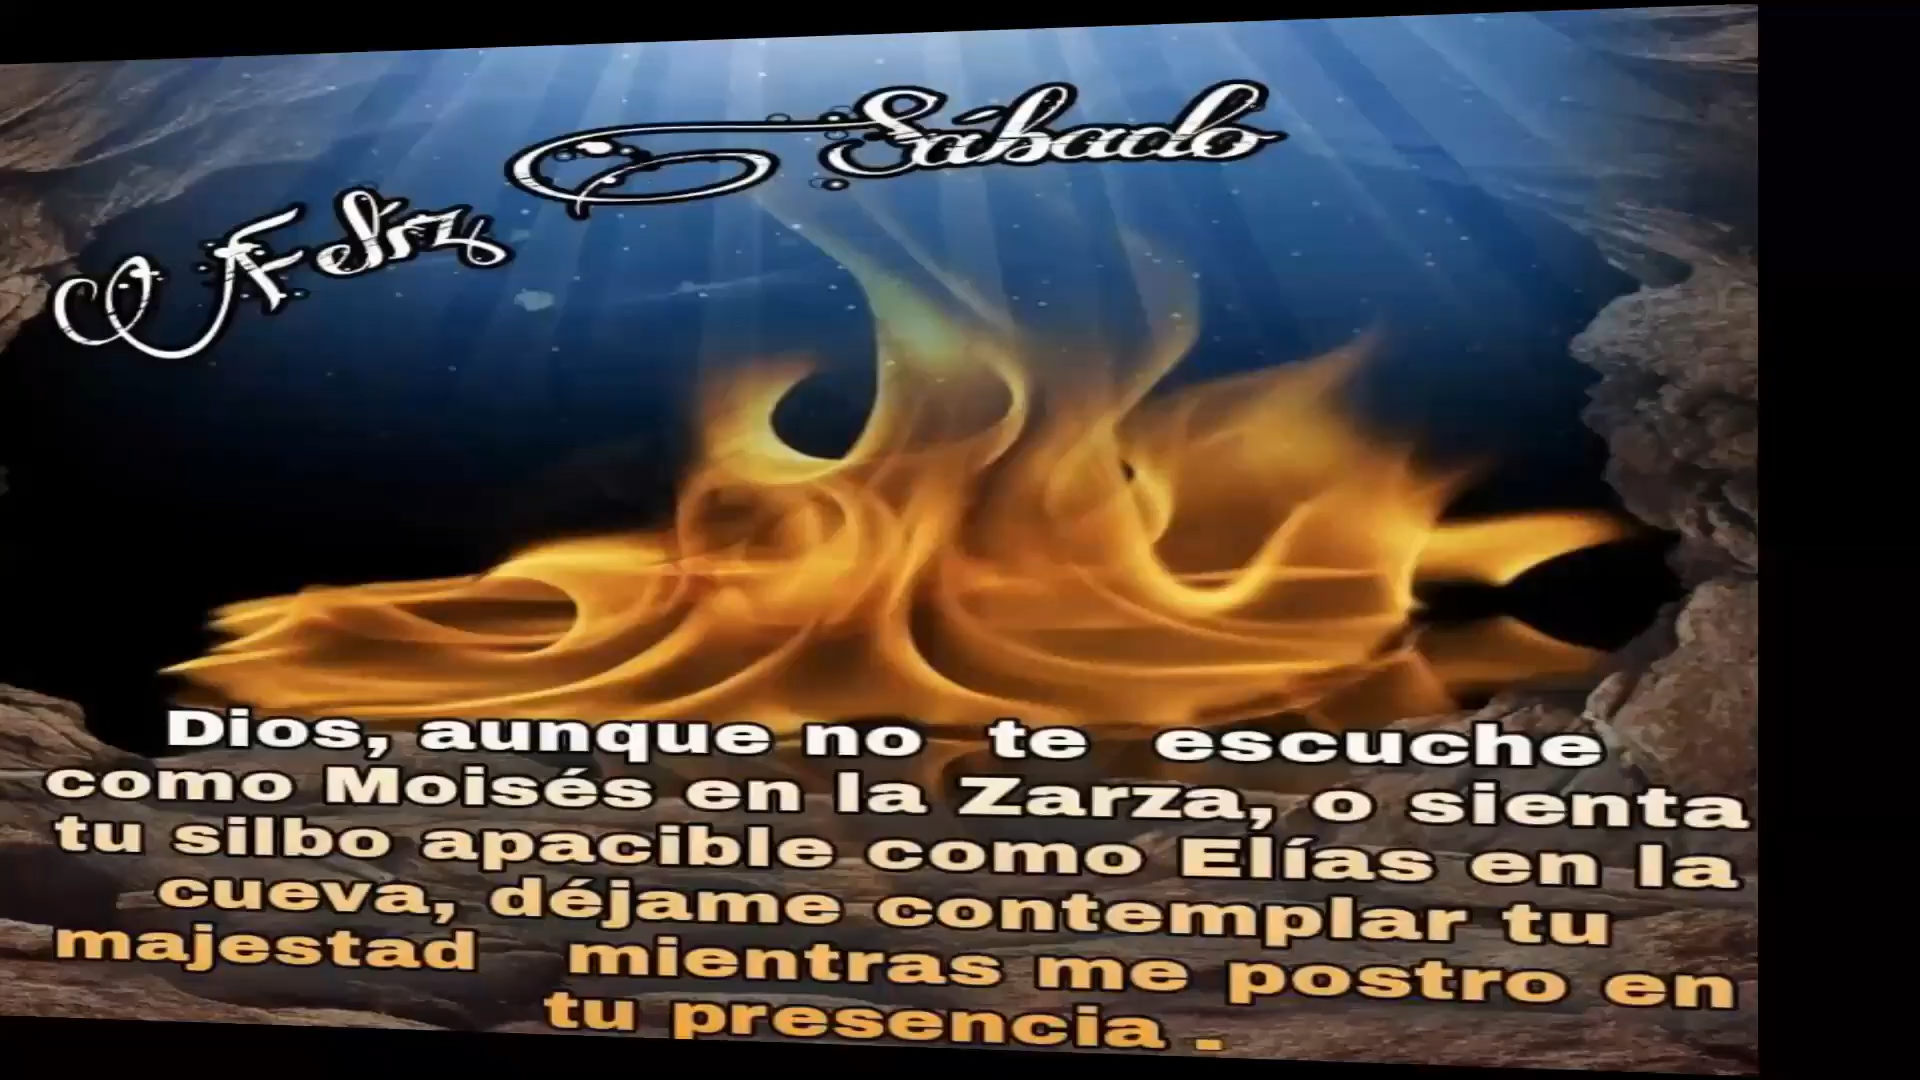 Feliz Sábado
Dios, aunque no te escuche
como Moisés en la Zarza, o sienta
tu silbo apacible como Elías en la
cueva, déjame contemplar tu
majestad mientras me postro en
tu presencia .